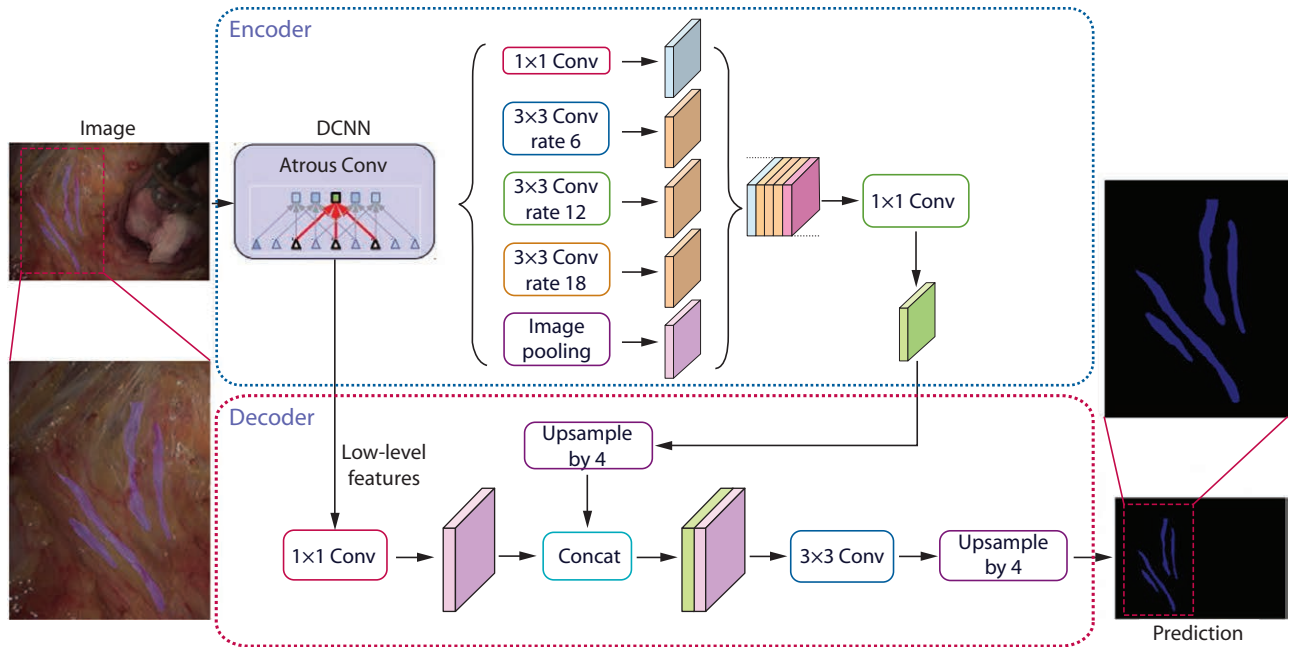 Encoder
Image
DCNN
Atrous Conv
1×1 Conv
3×3 Conv
rate 6
3×3 Conv
rate 12
3×3 Conv
rate 18
Image
pooling
1×1 Conv
Decoder
Low-level
features
Upsample
by 4
1×1 Conv
Concat
3×3 Conv
Upsample
by 4
Prediction